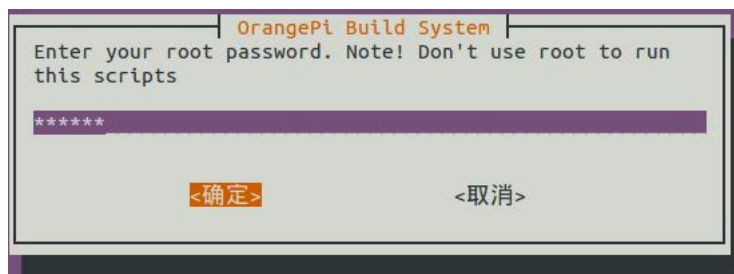 OrangePi Build System
Enter your root password. Note! Don't use root to run
this scripts
******
<确定> <取消>